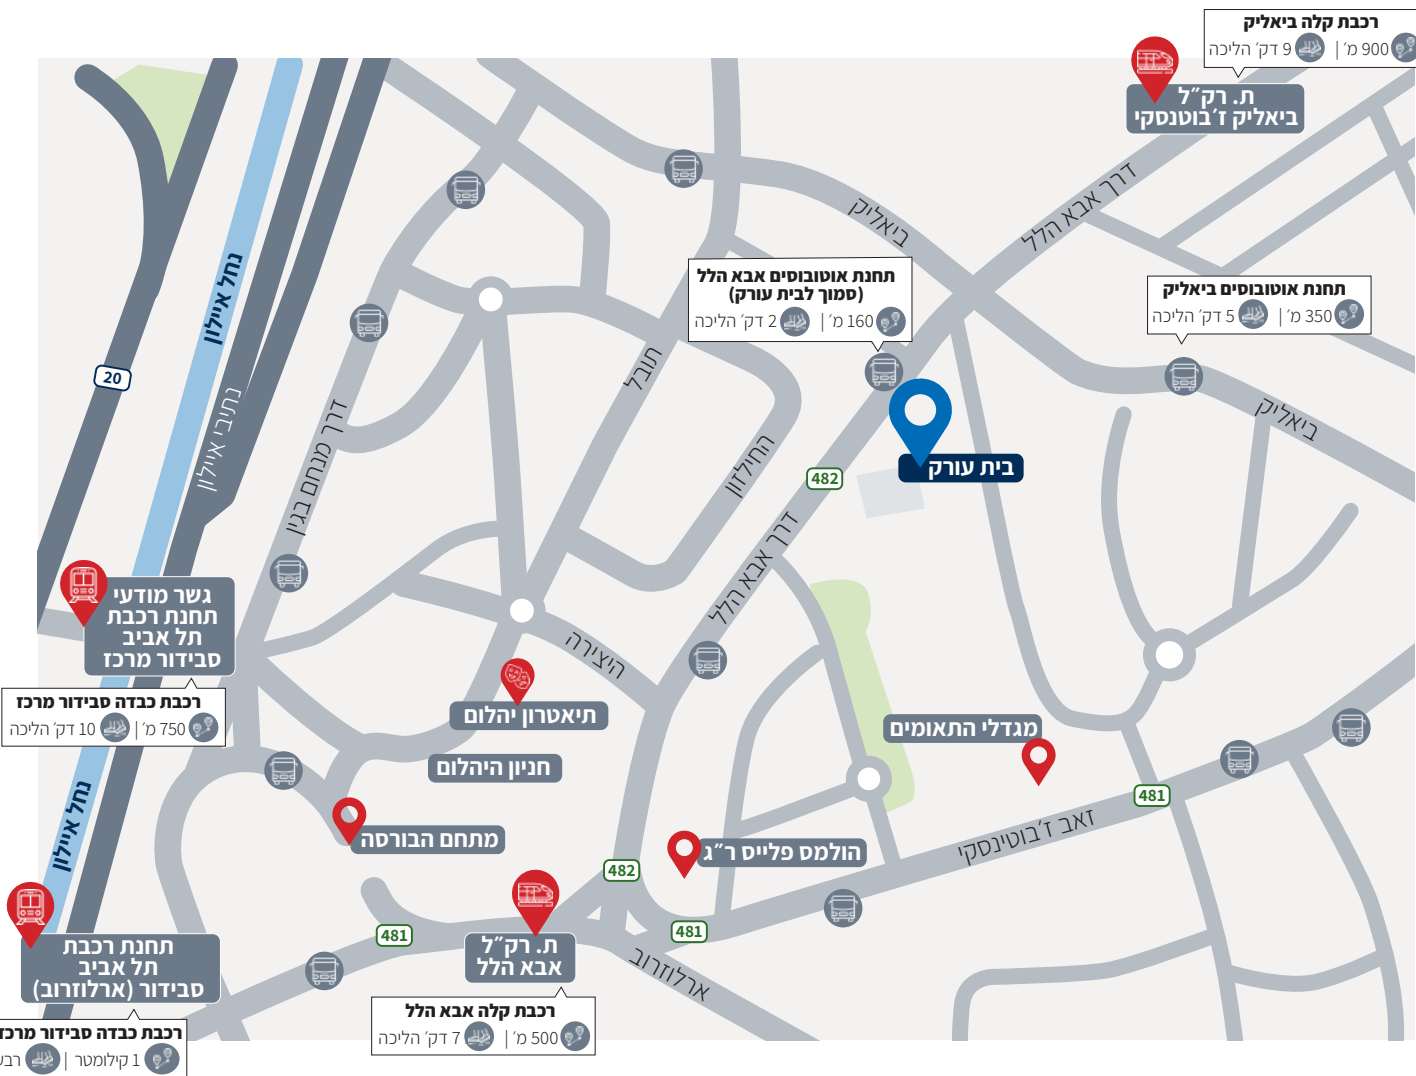 רכבת קלה ביאליק
900 מ׳ | 9 דק׳ הליכה
ת. רק״ל
ביאליק ז׳בוטנסקי
דרך אבא הלל
ביאליק
נחל איילון
תחנת אוטובוסים אבא הלל
(סמוך לבית עורק)
160 מ׳ | 2 דק׳ הליכה
תחנת אוטובוסים ביאליק
350 מ׳ | 5 דק׳ הליכה
20
תובל
נתיבי איילון
דרך מנחם בגין
ביאליק
החילזון
482
בית עורק
דרך אבא הלל
גשר מודעי
תחנת רכבת
תל אביב
סבידור מרכז
היצירה
רכבת כבדה סבידור מרכז
750 מ׳ | 10 דק׳ הליכה
תיאטרון יהלום
מגדלי התאומים
חניון היהלום
481
נחל איילון
מתחם הבורסה
זאב ז׳בוטינסקי
הולמס פלייס ר״ג
482
481
481
ת. רק״ל
אבא הלל
תחנת רכבת
תל אביב
סבידור (ארלוזרוב)
ארלוזרוב
רכבת קלה אבא הלל
500 מ׳ | 7 דק׳ הליכה
רכבת כבדה סבידור מרכז
1 קילומטר |